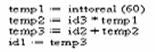 temp1 := inttoreal (60)
temp2 := id3 * temp1
temp3 := id2 + temp2
id1 := temp3